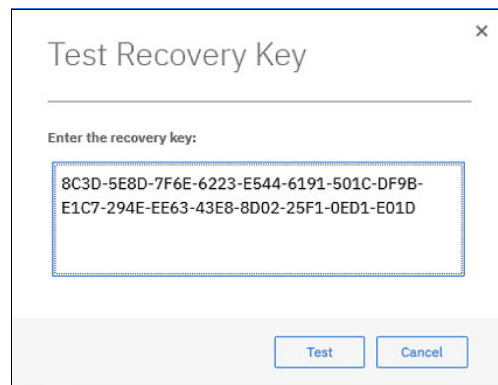 Test Recovery Key
Enter the recovery key:
8C3D-5E8D-7F6E-6223-E544-6191-501C-DF9B-
E1C7-294E-EE63-43E8-8D02-25F1-0ED1-E01D
Test
Cancel